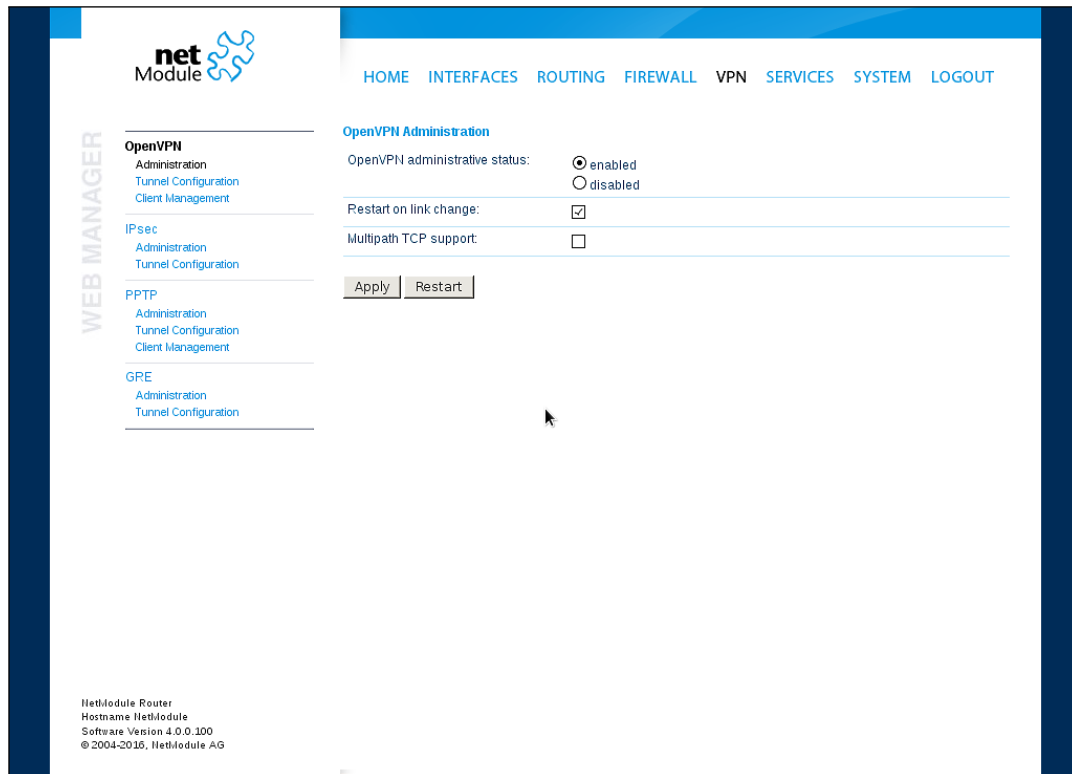 net
Module
HOME INTERFACES ROUTING FIREWALL VPN SERVICES SYSTEM LOGOUT
WEB MANAGER
OpenVPN
Administration
Tunnel Configuration
Client Management
IPsec
Administration
Tunnel Configuration
PPTP
Administration
Tunnel Configuration
Client Management
GRE
Administration
Tunnel Configuration
OpenVPN Administration
OpenVPN administrative status:
enabled
disabled
Restart on link change:
Multipath TCP support:
Apply Restart
NetModule Router
Hostname NetModule
Software Version 4.0.0.100
© 2004-2016, NetModule AG